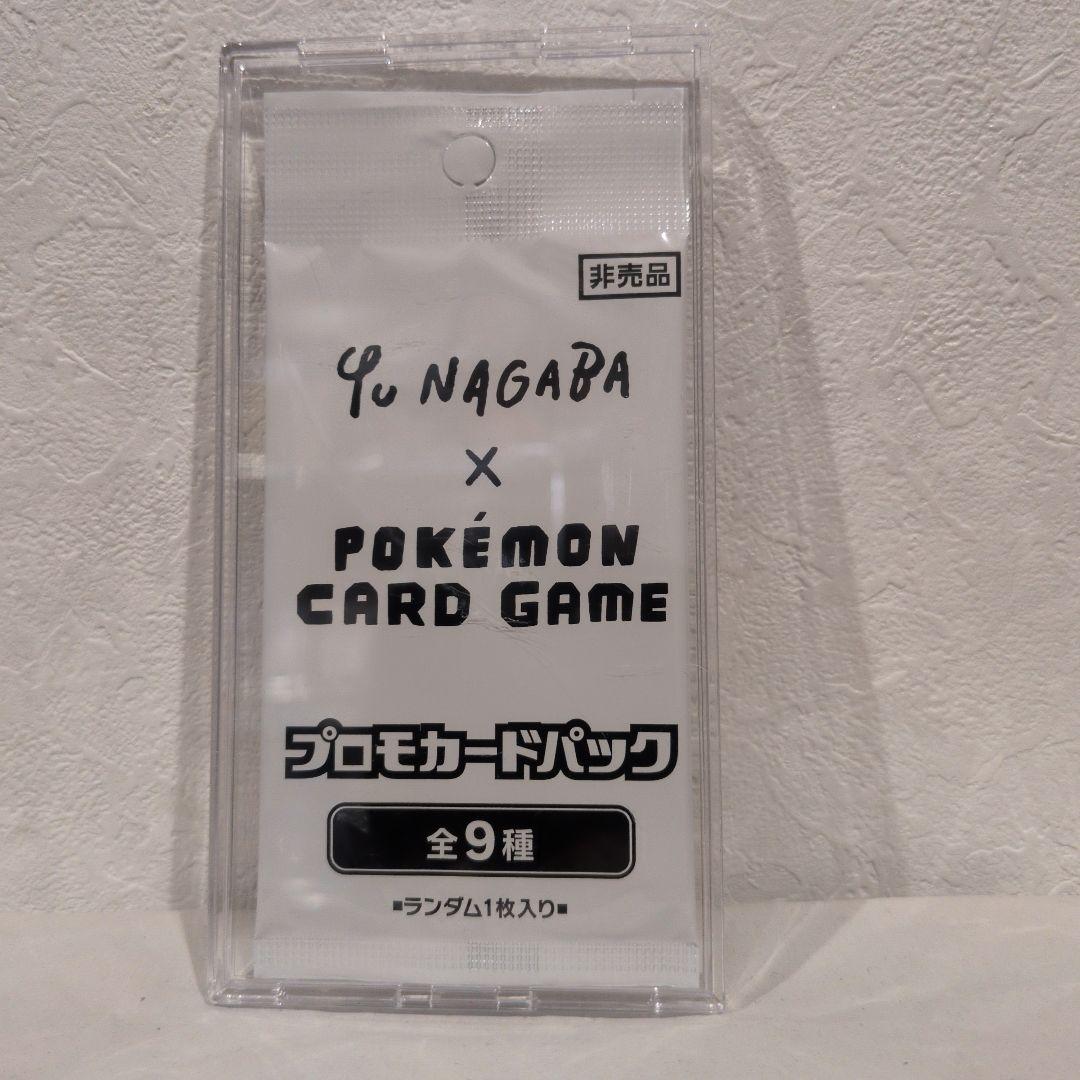 非売品
Yu NAGABA
×
POKÉMON
CARD GAME
プロモカードパック
全9種
■ランダム1枚入り■